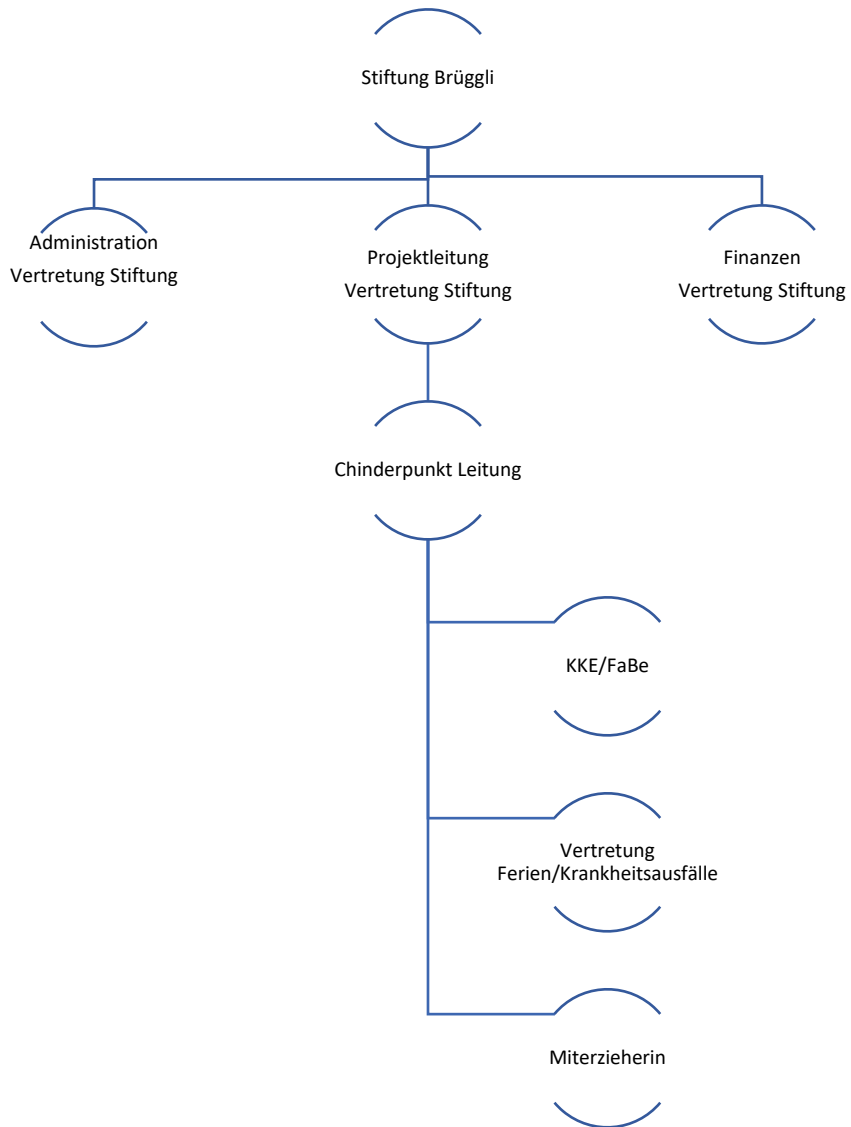 Stiftung Brüggli
Administration
Vertretung Stiftung
Projektleitung
Vertretung Stiftung
Finanzen
Vertretung Stiftung
Chinderpunkt Leitung
KKE/FaBe
Vertretung
Ferien/Krankheitsausfälle
Miterzieherin